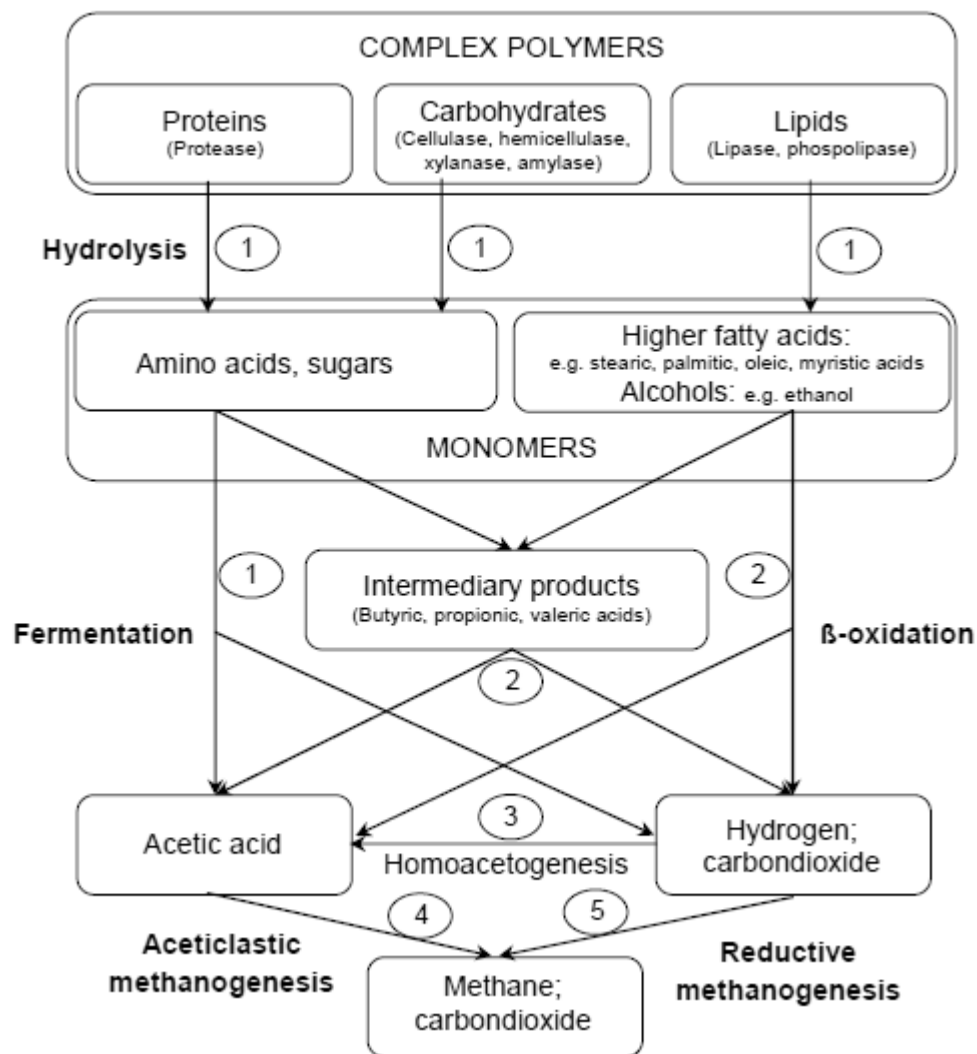 COMPLEX POLYMERS
Proteins
(Protease)
Carbohydrates
(Cellulase, hemicellulase,
xylanase, amylase)
Lipids
(Lipase, phospolipase)
Hydrolysis
1
1
1
Amino acids, sugars
Higher fatty acids:
e.g. stearic, palmitic, oleic, myristic acids
Alcohols: e.g. ethanol
MONOMERS
1
2
Intermediary products
(Butyric, propionic, valeric acids)
Fermentation
ß-oxidation
2
Acetic acid
3
Homoacetogenesis
Hydrogen;
carbondioxide
4
5
Aceticlastic
methanogenesis
Reductive
methanogenesis
Methane;
carbondioxide